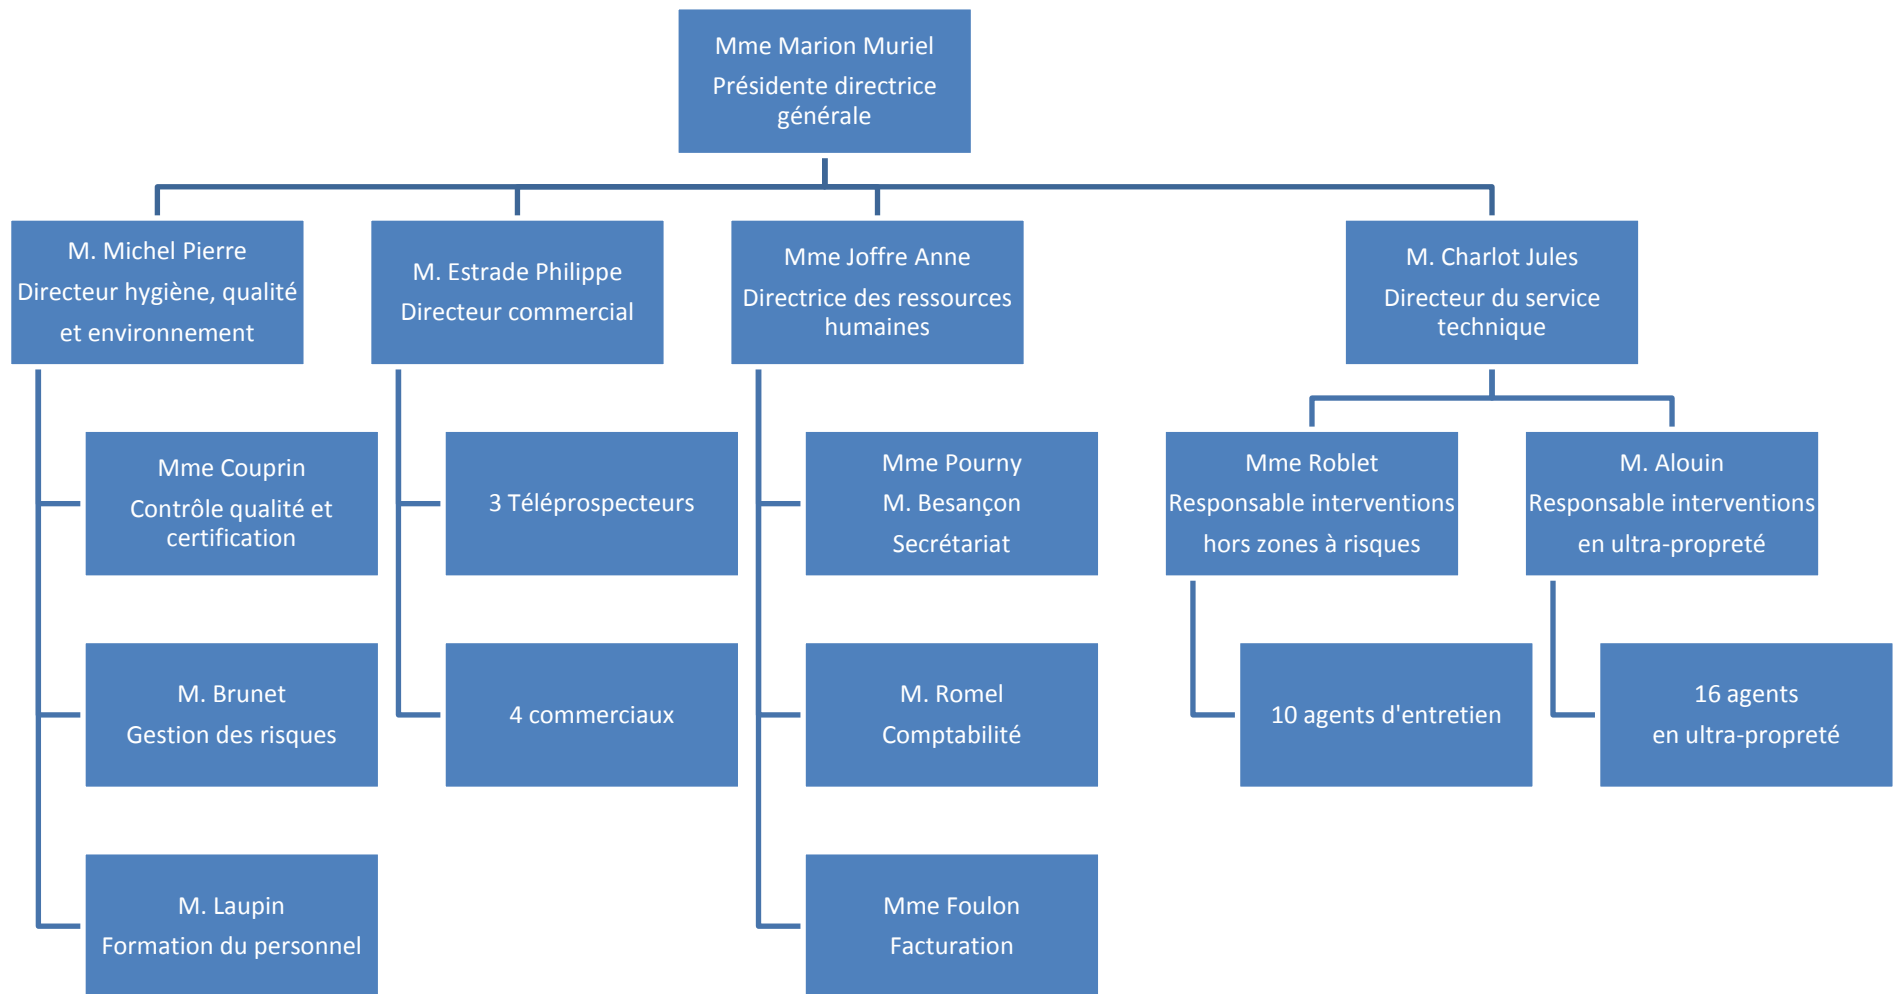 Mme Marion Muriel
Présidente directrice
générale
M. Michel Pierre
Directeur hygiène, qualité
et environnement
M. Estrade Philippe
Directeur commercial
Mme Joffre Anne
Directrice des ressources
humaines
M. Charlot Jules
Directeur du service
technique
Mme Couprin
Contrôle qualité et
certification
3 Téléprospecteurs
Mme Pourny
M. Besançon
Secrétariat
Mme Roblet
Responsable interventions
hors zones à risques
M. Alouin
Responsable interventions
en ultra-propreté
M. Brunet
Gestion des risques
4 commerciaux
M. Romel
Comptabilité
10 agents d'entretien
16 agents
en ultra-propreté
M. Laupin
Formation du personnel
Mme Foulon
Facturation